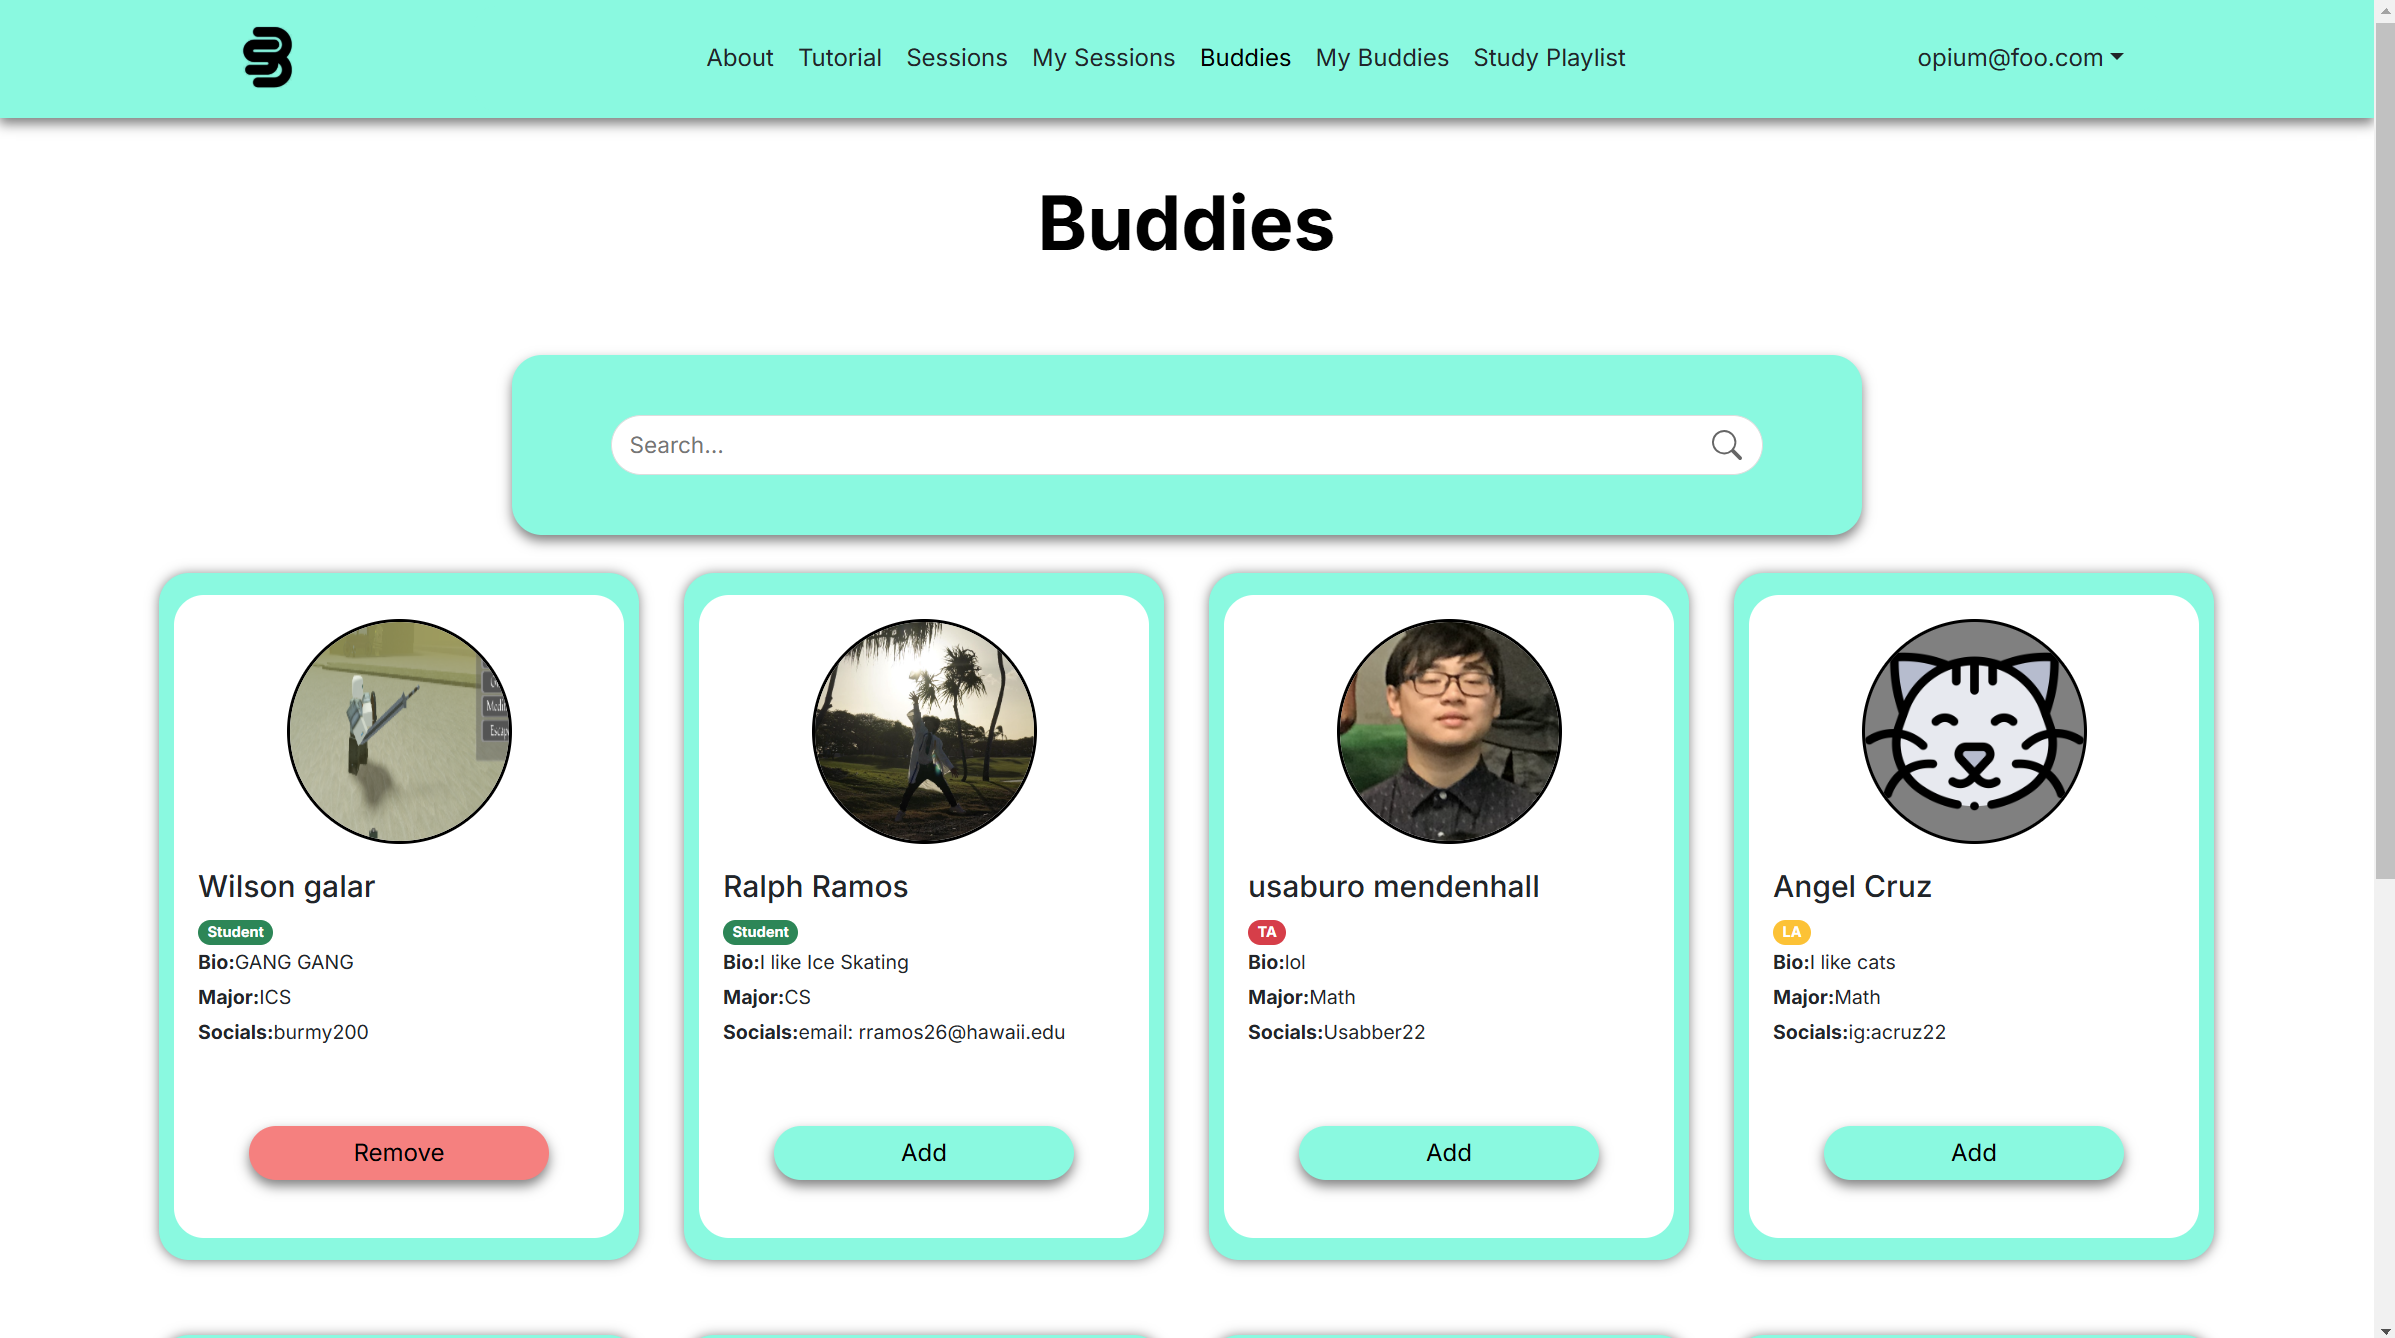 About Tutorial Sessions My Sessions Buddies My Buddies Study Playlist opium@foo.com
Buddies
Search...
Wilson galar
Student
Bio:GANG GANG
Major:ICS
Socials:burmy200
Remove
Ralph Ramos
Student
Bio:I like Ice Skating
Major:CS
Socials:email: rramos26@hawaii.edu
Add
usaburo mendenhall
TA
Bio:lol
Major:Math
Socials:Usabber22
Add
Angel Cruz
LA
Bio:I like cats
Major:Math
Socials:ig:acruz22
Add